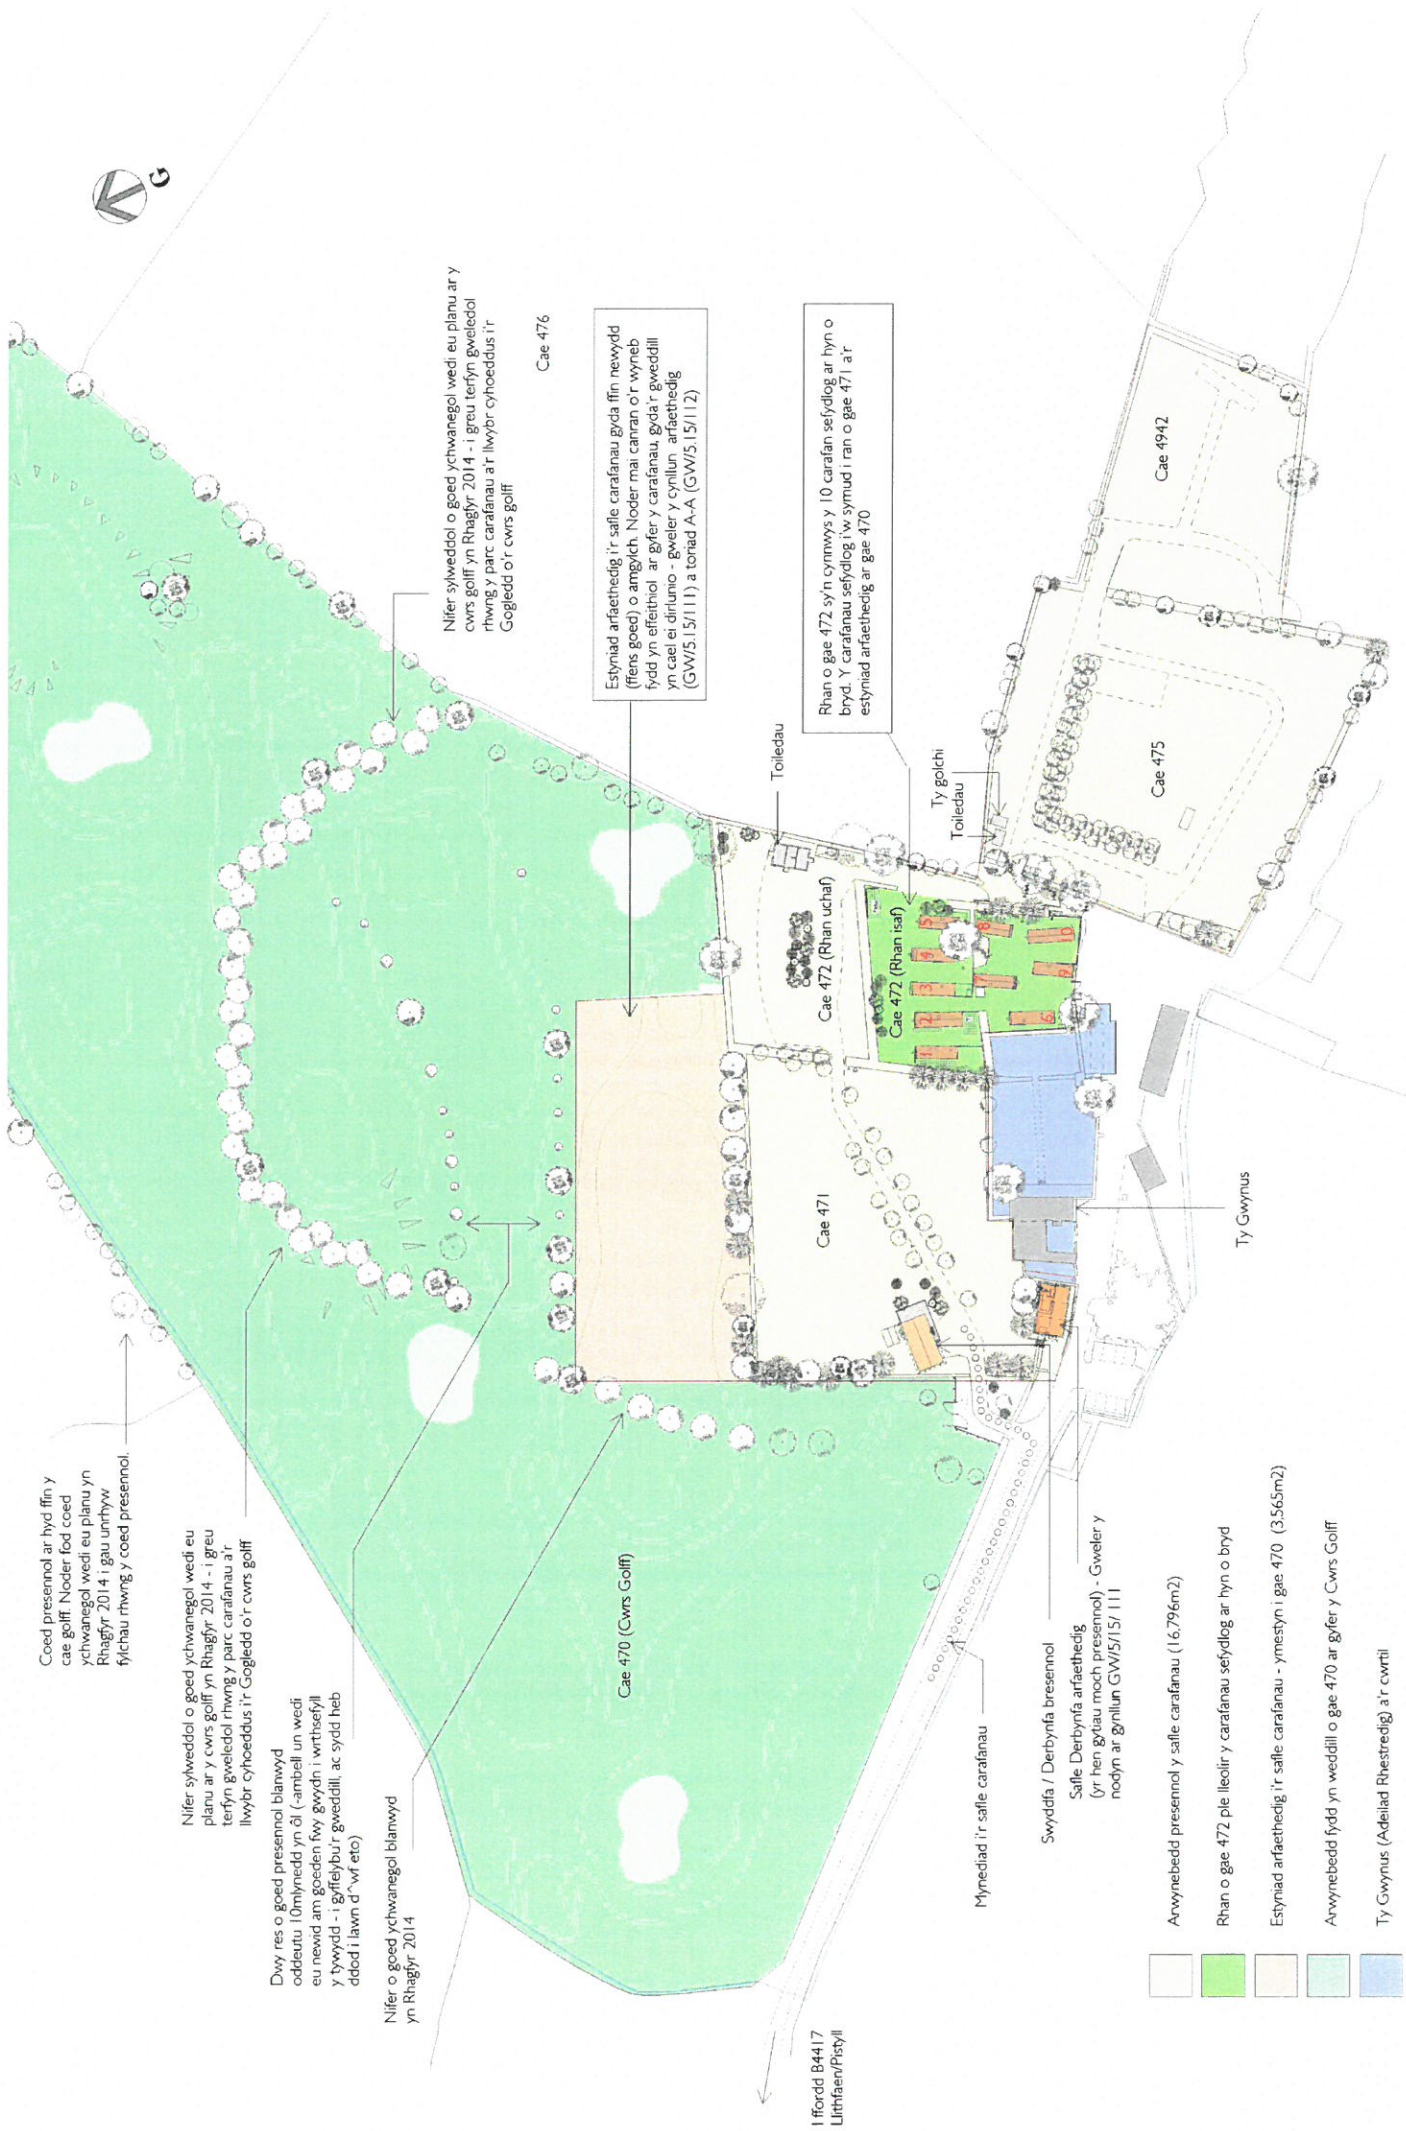 Coed presennol ar hyd ffin y
cae golff. Noder fod coed
ychwanegol wedi eu planu yn
Rhagfyr 2014 i gau unrhyw
fylchau rhwng y coed presennol.
Nifer sylweddol o goed ychwanegol wedi eu
planu ar y cwrs golff yn Rhagfyr 2014 - i greu
terfyn gweledol rhwng y parc carafanau a'r
llwybr cyhoeddus i'r Gogledd o'r cwrs golff
Dwy res o goed presennol blanwyd
oddeutu 10mlynedd yn ôl (-ambell un wedi
eu newid am goeden fwy gwydn i wrthsefyll
y tywydd - i gyffelybu'r gweddill, ac sydd heb
ddod i lawn d^wf eto)
Nifer o goed ychwanegol blanwyd
yn Rhagfyr 2014
I ffordd B4417
Llithfaen/Pistyll
G
Nifer sylweddol o goed ychwanegol wedi eu planu ar y
cwrs golff yn Rhagfyr 2014 - i greu terfyn gweledol
rhwng y parc carafanau a'r llwybr cyhoeddus i'r
Gogledd o'r cwrs golff
Cae 476
Estyniad arfaethedig i'r safle carafanau gyda ffin newydd
(ffens goed) o amgylch. Noder mai canran o'r wyneb
fydd yn effeithiol ar gyfer y carafanau, gyda'r gweddill
yn cael ei dirlunio - gweler y cynllun arfaethedig
(GW/5.15/111) a toriad A-A (GW/5.15/112)
Rhan o gae 472 sy'n cynnwys y 10 carafan sefydlog ar hyn o
bryd. Y carafanau sefydlog i'w symud i ran o gae 471 a'r
estyniad arfaethedig ar gae 470
Toiledau
Ty golchi
Toiledau
Cae 470 (Cwrs Golff)
Cae 471
Cae 472 (Rhan uchaf)
Cae 472 (Rhan isaf)
1
2
3
4
5
6
7
8
9
10
Cae 475
Cae 4942
Ty Gwynus
Mynediad i'r safle carafanau
Swyddfa / Derbynfa bresennol
Safle Derbynfa arfaethedig
(yr hen gytiau moch presennol) - Gweler y
nodyn ar gynllun GW/5/15/ 111
Arwynebedd presennol y safle carafanau (16,796m2)
Rhan o gae 472 ple lleolir y carafanau sefydlog ar hyn o bryd
Estyniad arfaethedig i'r safle carafanau - ymestyn i gae 470 (3,565m2)
Arwynebedd fydd yn weddill o gae 470 ar gyfer y Cwrs Golff
Ty Gwynus (Adeilad Rhestredig) a'r cwrtil